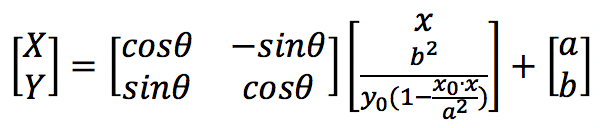 [X Y] = [cosθ −sinθ sinθ cosθ] [x b²/y₀(1−x₀·x/a²)] + [a b]